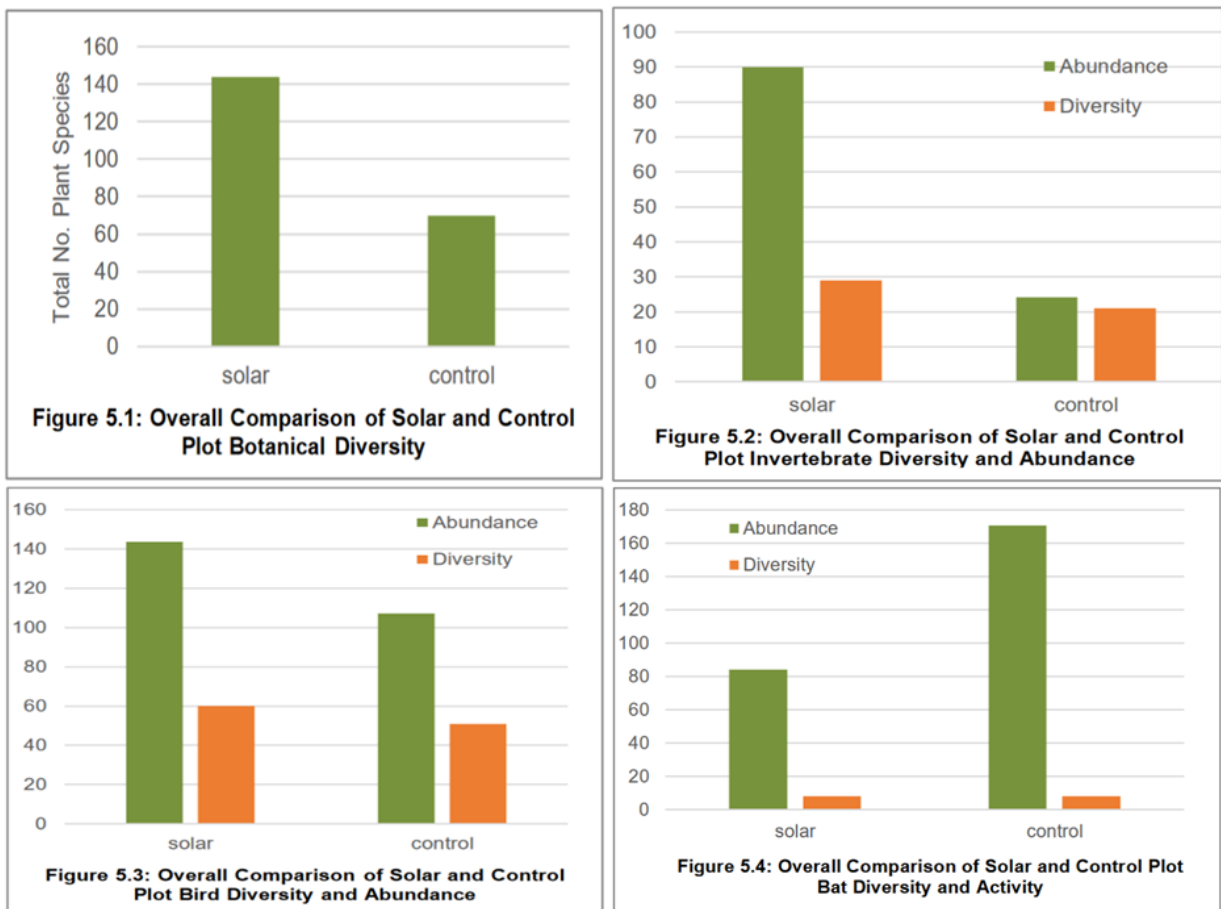 160
140
120
100
80
60
40
20
0
Total No. Plant Species
solar control
Figure 5.1: Overall Comparison of Solar and Control
Plot Botanical Diversity
100
90
80
70
60
50
40
30
20
10
0
Abundance
Diversity
solar control
Figure 5.2: Overall Comparison of Solar and Control
Plot Invertebrate Diversity and Abundance
160
140
120
100
80
60
40
20
0
Abundance
Diversity
solar control
Figure 5.3: Overall Comparison of Solar and Control
Plot Bird Diversity and Abundance
180
160
140
120
100
80
60
40
20
0
Abundance
Diversity
solar control
Figure 5.4: Overall Comparison of Solar and Control Plot
Bat Diversity and Activity